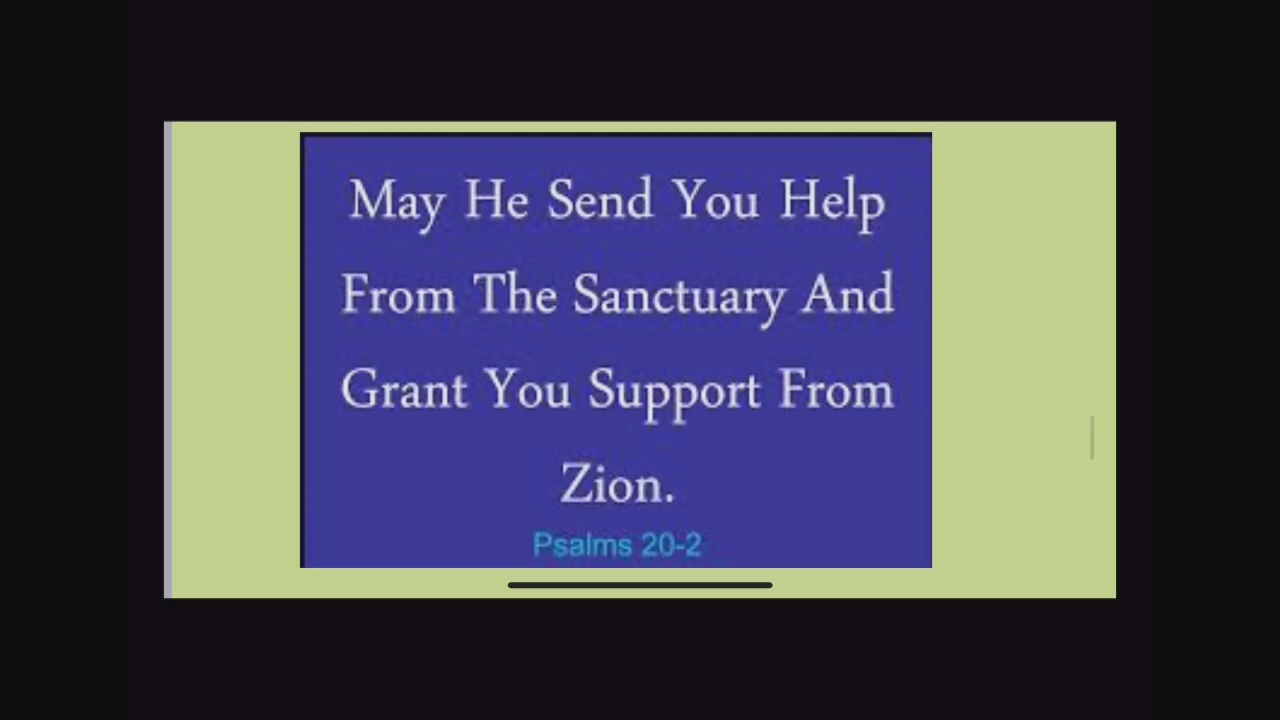 May He Send You Help
From The Sanctuary And
Grant You Support From
Zion.
Psalms 20-2